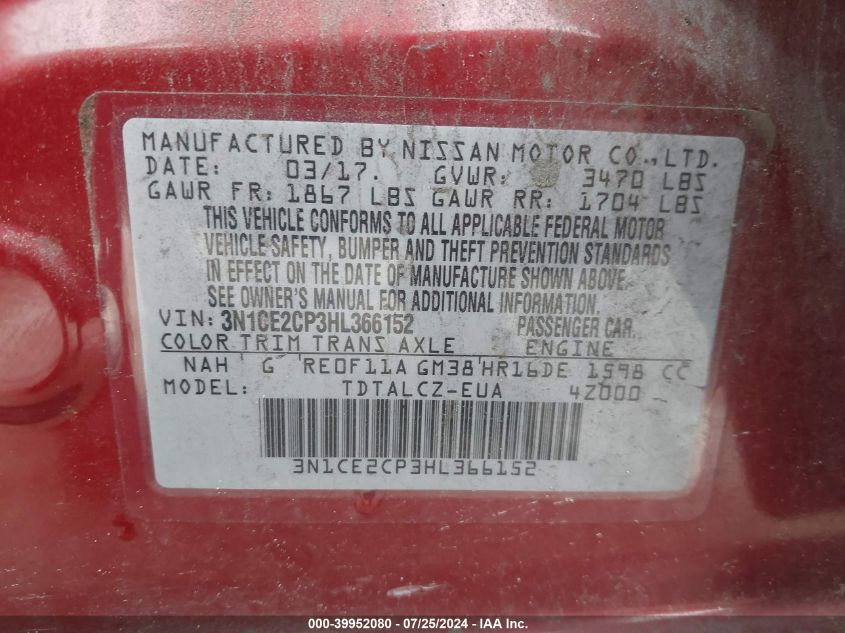 MANUFACTURED BY NISSAN MOTOR CO.,LTD.
DATE: 03/17. GVWR: 3470 LBS
GAWR FR: 1867 LBS GAWR RR: 1704 LBS
THIS VEHICLE CONFORMS TO ALL APPLICABLE FEDERAL MOTOR
VEHICLE SAFETY, BUMPER AND THEFT PREVENTION STANDARDS
IN EFFECT ON THE DATE OF MANUFACTURE SHOWN ABOVE.
SEE OWNER'S MANUAL FOR ADDITIONAL INFORMATION.
VIN: 3N1CE2CP3HL366152 PASSENGER CAR
COLOR TRIM TRANS AXLE ENGINE
NAH G RE0F11A GM38 HR16DE 1598 CC
MODEL: TDTALCZ-EUA 4Z000
3N1CE2CP3HL366152
000-39952080 - 07/25/2024 - IAA Inc.